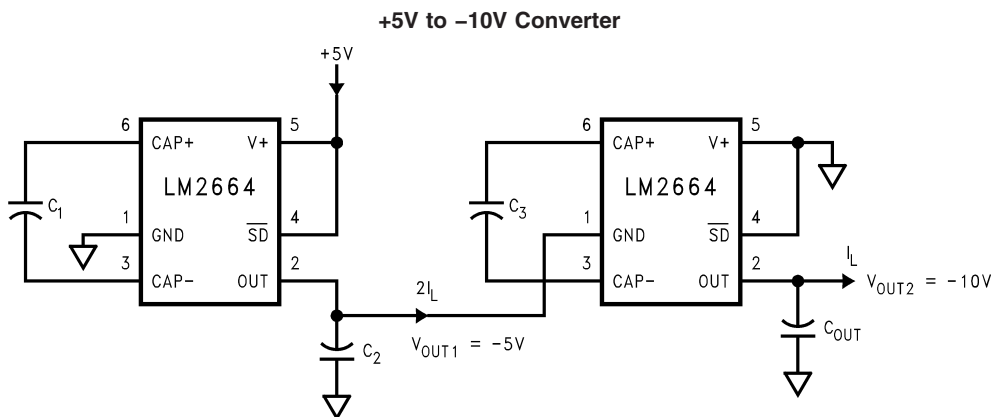 +5V to −10V Converter
+5V
6 CAP+ V+ 5
LM2664
C1
1 GND SD 4
3 CAP- OUT 2
2IL
C2
VOUT1 = -5V
6 CAP+ V+ 5
LM2664
C3
1 GND SD 4
3 CAP- OUT 2
IL
VOUT2 = -10V
COUT